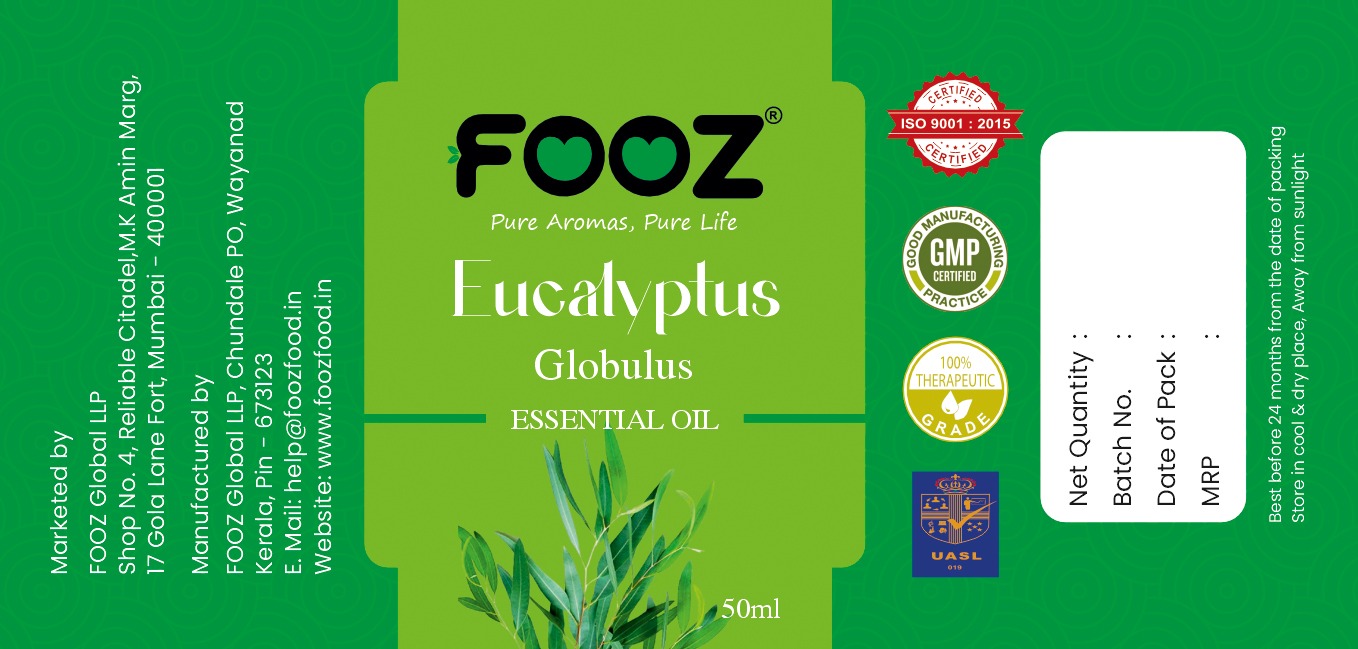 Marketed by
FOOZ Global LLP
Shop No. 4, Reliable Citadel,M.K Amin Marg,
17 Gola Lane Fort, Mumbai - 400001
Manufactured by
FOOZ Global LLP, Chundale PO, Wayanad
Kerala, Pin - 673123
E. Mail: help@foozfood.in
Website: www.foozfood.in
FOOZ®
Pure Aromas, Pure Life
Eucalyptus
Globulus
ESSENTIAL OIL
50ml
CERTIFIED
ISO 9001 : 2015
CERTIFIED
GOOD MANUFACTURING
GMP
CERTIFIED
PRACTICE
100%
THERAPEUTIC
GRADE
UASL
019
Net Quantity :
Batch No. :
Date of Pack :
MRP :
Best before 24 months from the date of packing
Store in cool & dry place, Away from sunlight